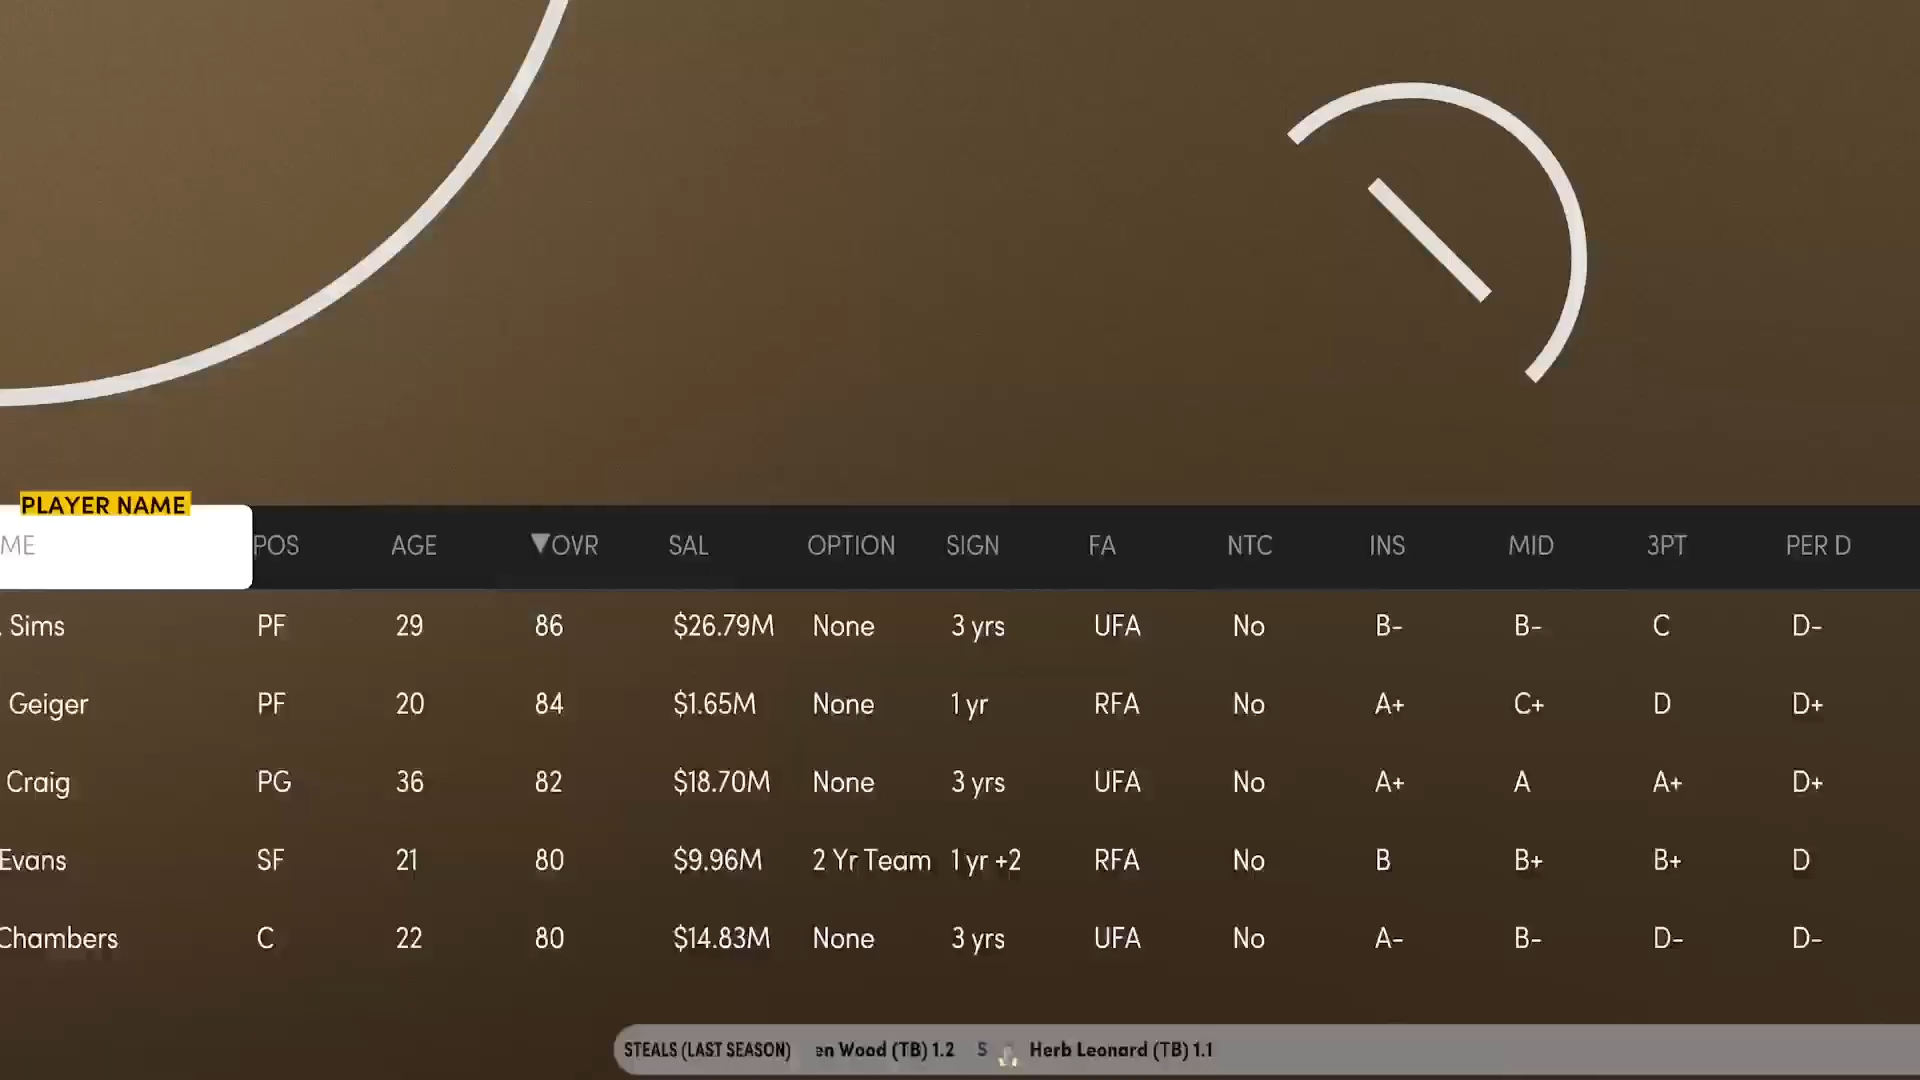 PLAYER NAME
ME POS AGE ▼OVR SAL OPTION SIGN FA NTC INS MID 3PT PER D
. Sims PF 29 86 $26.79M None 3 yrs UFA No B- B- C D-
Geiger PF 20 84 $1.65M None 1 yr RFA No A+ C+ D D+
Craig PG 36 82 $18.70M None 3 yrs UFA No A+ A A+ D+
Evans SF 21 80 $9.96M 2 Yr Team 1 yr +2 RFA No B B+ B+ D
Chambers C 22 80 $14.83M None 3 yrs UFA No A- B- D- D-
STEALS (LAST SEASON) en Wood (TB) 1.2 5 Herb Leonard (TB) 1.1